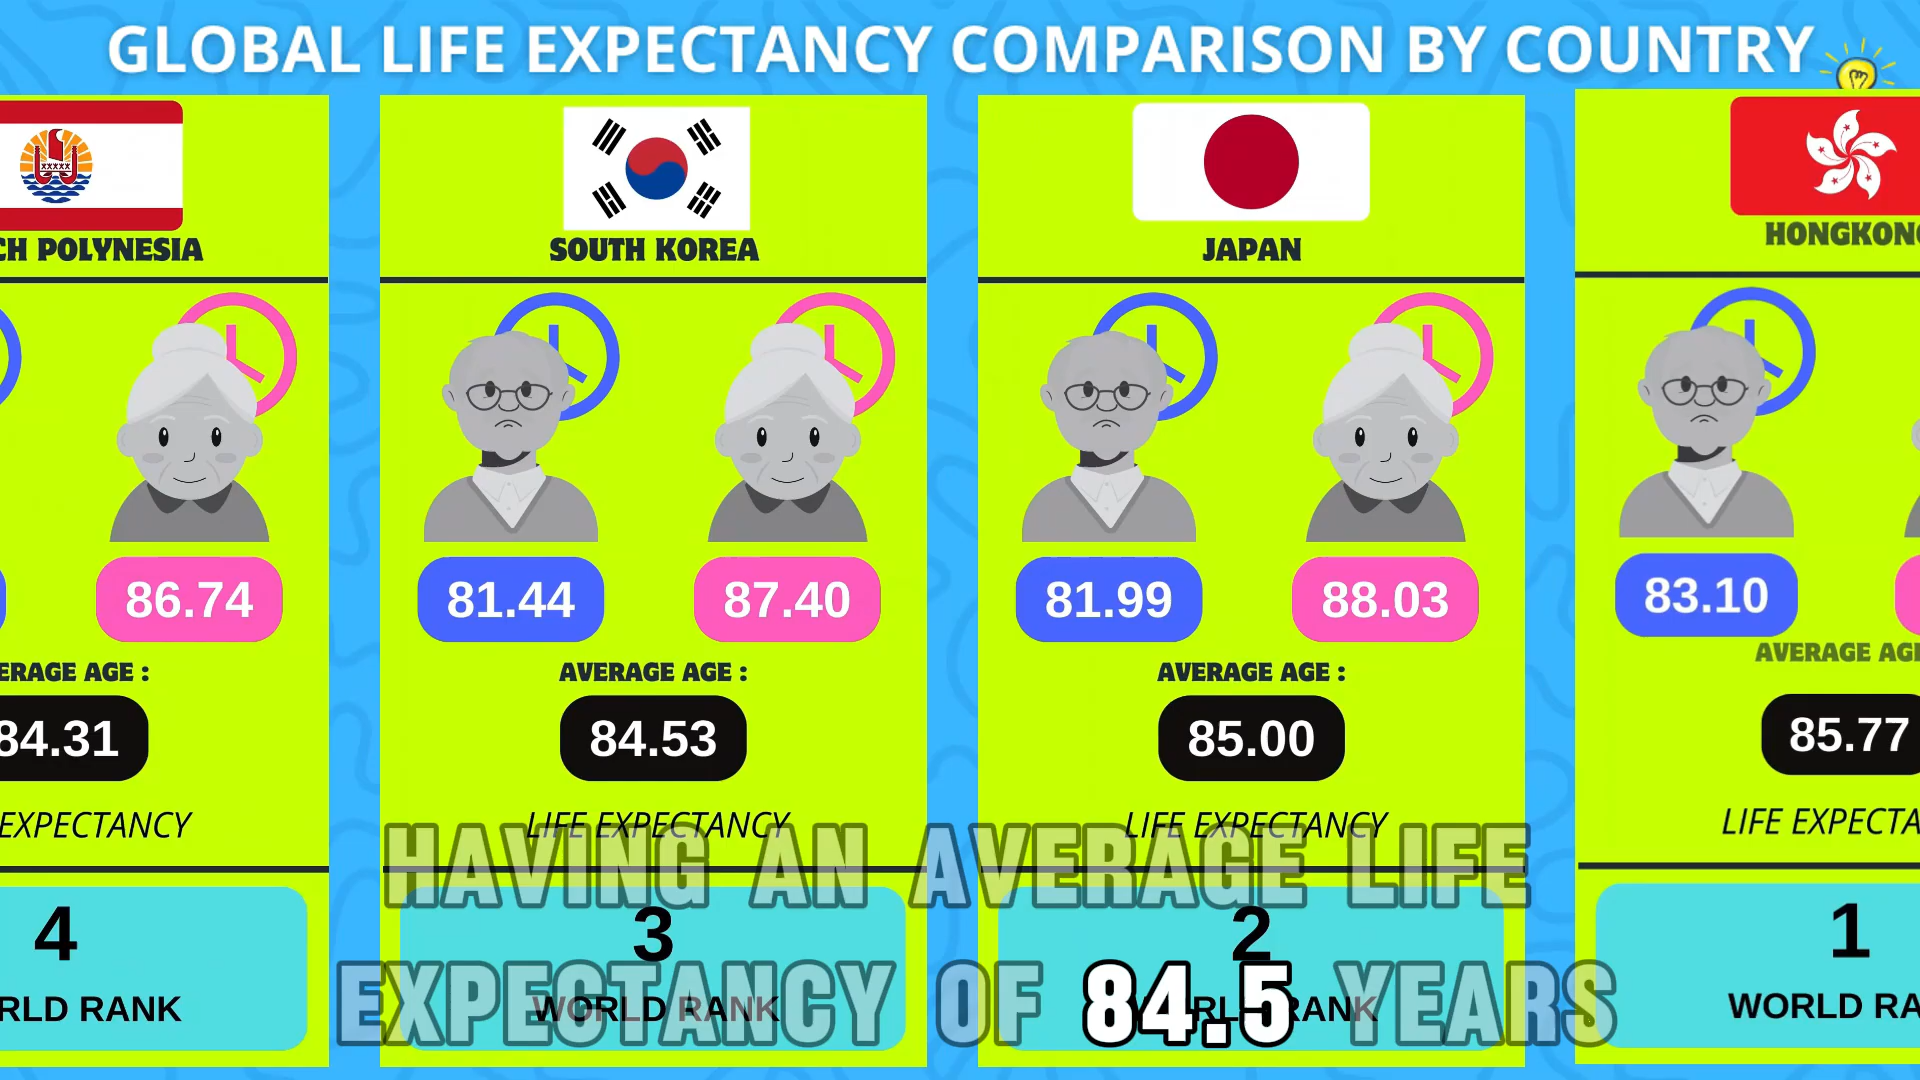 GLOBAL LIFE EXPECTANCY COMPARISON BY COUNTRY
CH POLYNESIA
86.74
ERAGE AGE :
84.31
EXPECTANCY
4
RLD RANK
SOUTH KOREA
81.44 87.40
AVERAGE AGE :
84.53
LIFE EXPECTANCY
3
WORLD RANK
JAPAN
81.99 88.03
AVERAGE AGE :
85.00
LIFE EXPECTANCY
2
WORLD RANK
HONGKONG
83.10
AVERAGE AGE
85.77
LIFE EXPECTA
1
WORLD RA
HAVING AN AVERAGE LIFE
EXPECTANCY OF 84.5 YEARS